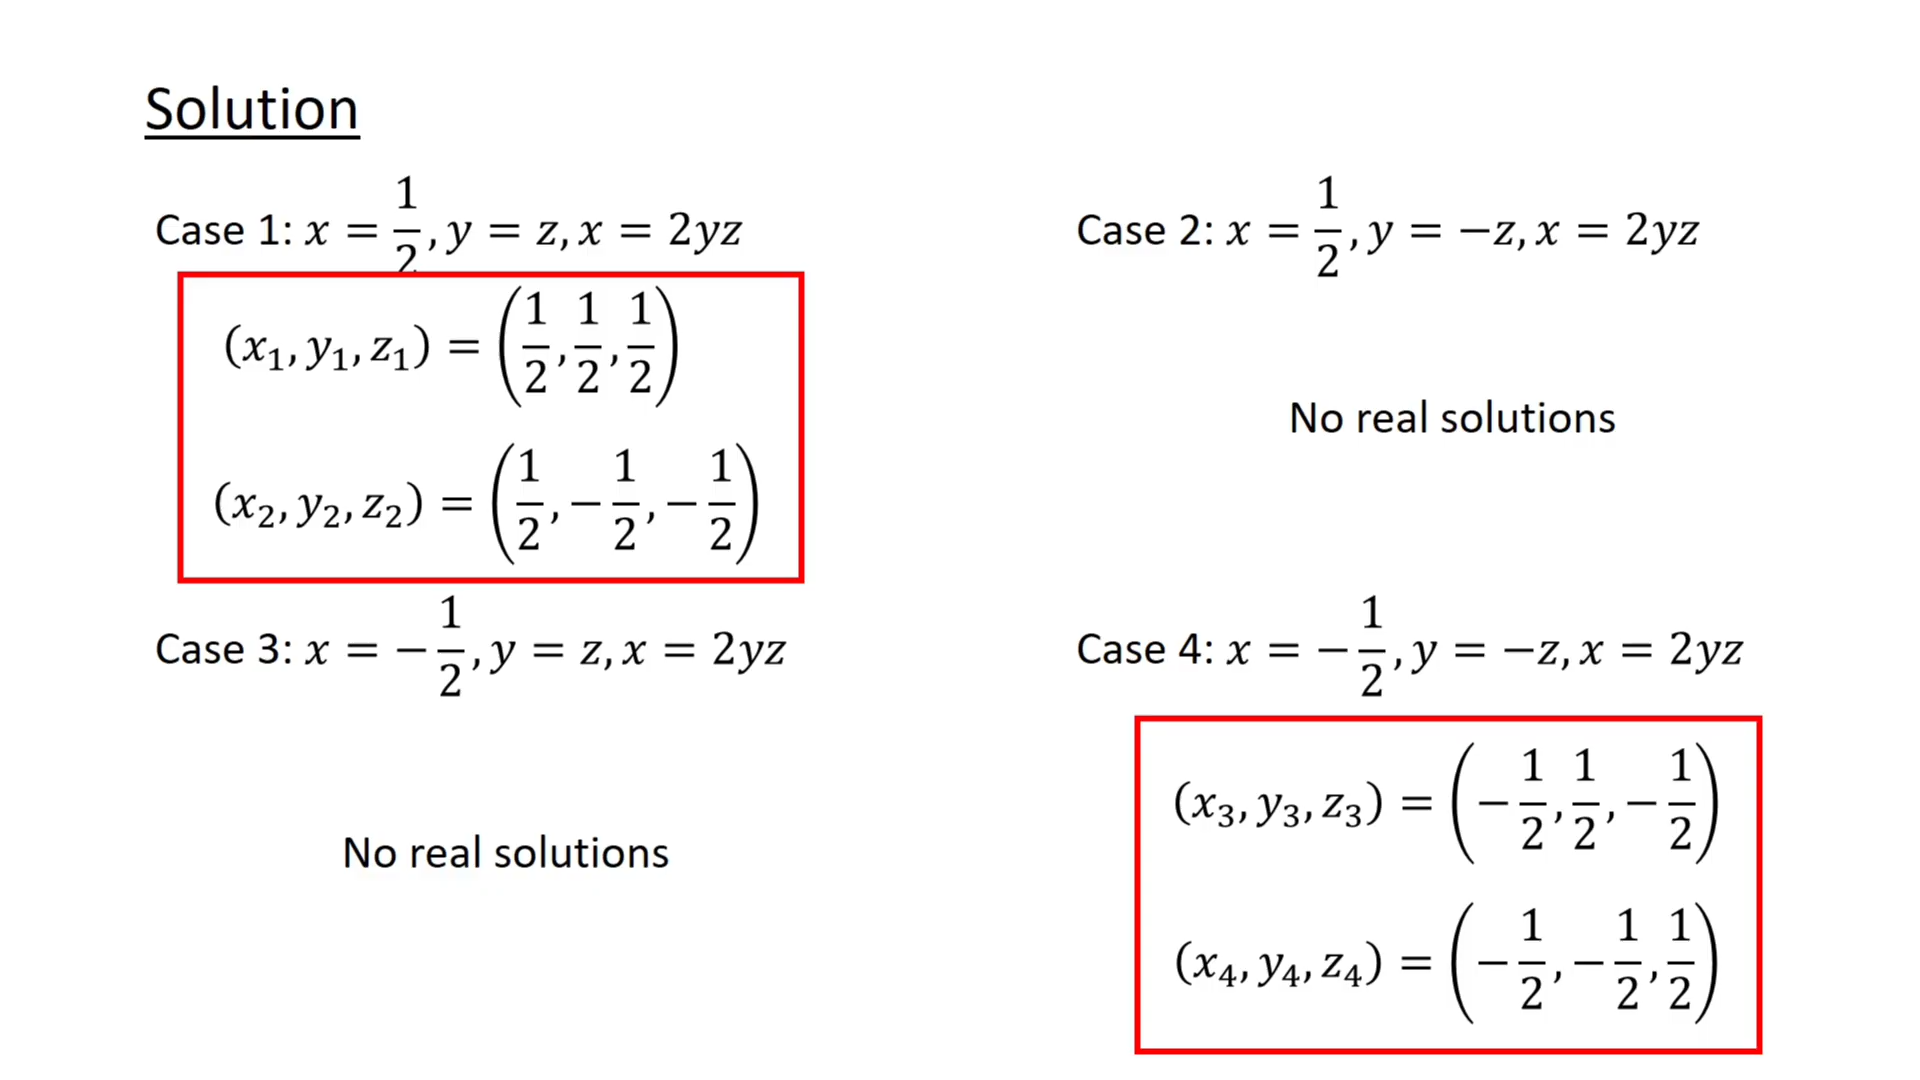 Solution
Case 1: x = 1/2, y = z, x = 2yz
(x₁, y₁, z₁) = (1/2, 1/2, 1/2)
(x₂, y₂, z₂) = (1/2, −1/2, −1/2)
Case 2: x = 1/2, y = −z, x = 2yz
No real solutions
Case 3: x = −1/2, y = z, x = 2yz
No real solutions
Case 4: x = −1/2, y = −z, x = 2yz
(x₃, y₃, z₃) = (−1/2, 1/2, −1/2)
(x₄, y₄, z₄) = (−1/2, −1/2, 1/2)